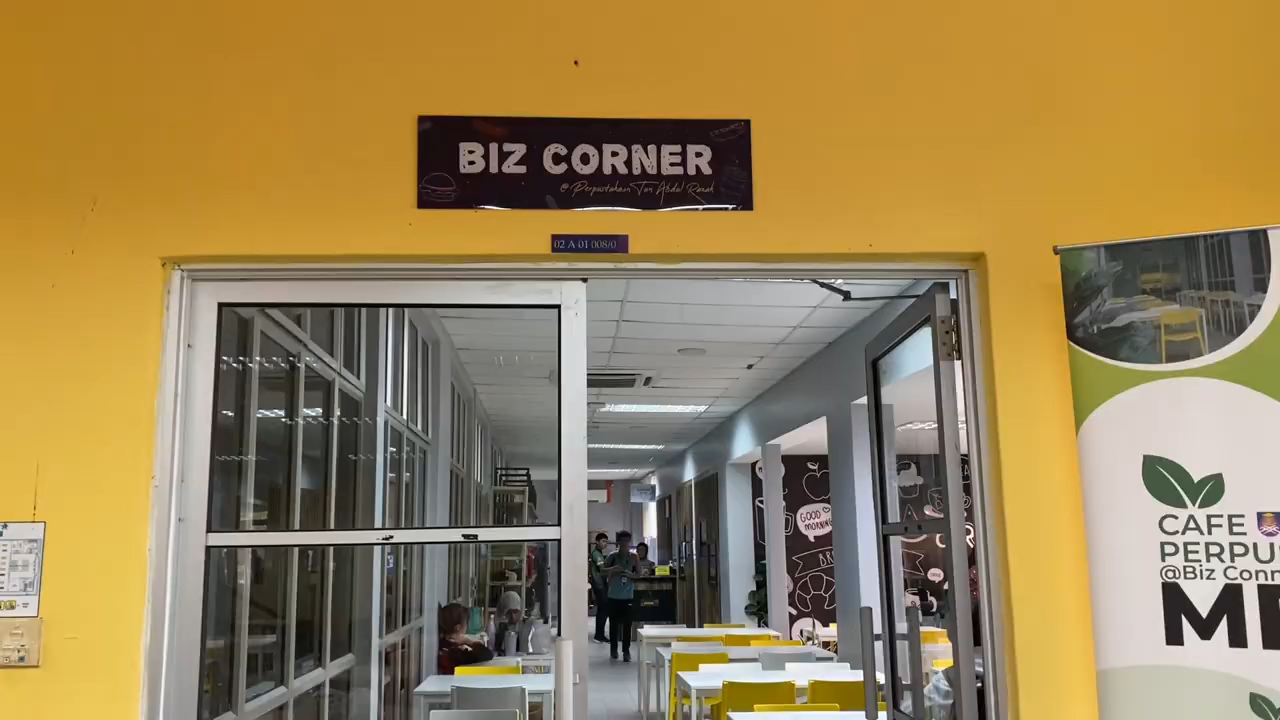 BIZ CORNER
@ Perpustakaan Tun Abdul Razak
02 A 01 008/0
GOOD
MORNING
CAFE
PERPU
@Biz Corn
ME